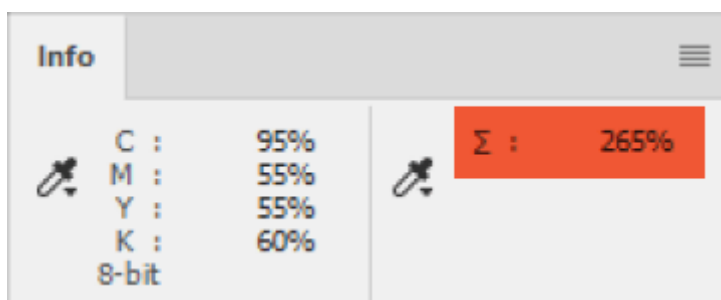 Info
C : 95%
M : 55%
Y : 55%
K : 60%
8-bit
Σ : 265%